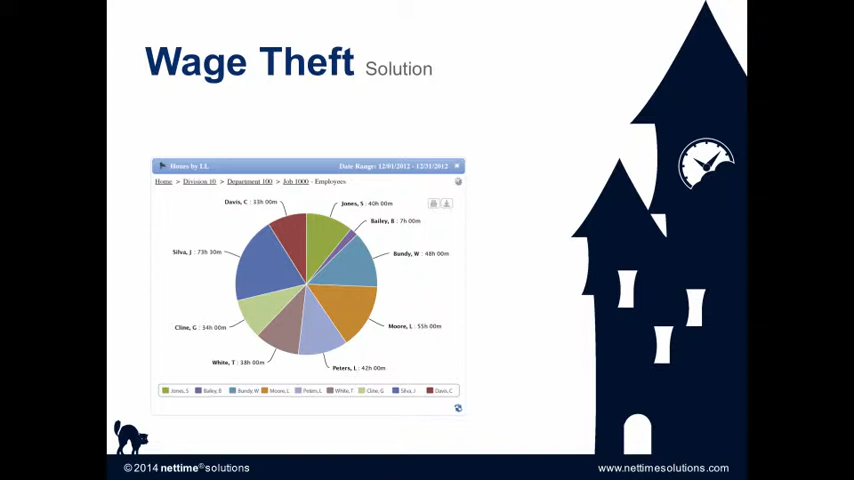 Wage Theft Solution
Hours by LL Date Range: 12/01/2012 - 12/31/2012
Home > Division 10 > Department 100 > Job 1000 - Employees
Davis, C : 33h 00m
Jones, S : 40h 00m
Bailey, B : 7h 00m
Silva, J : 73h 30m
Bundy, W : 48h 00m
Cline, G : 34h 00m
Moore, L : 55h 00m
White, T : 38h 00m
Peters, L : 42h 00m
Jones, S Bailey, B Bundy, W Moore, L Peters, L White, T Cline, G Silva, J Davis, C
© 2014 nettime® solutions www.nettimesolutions.com